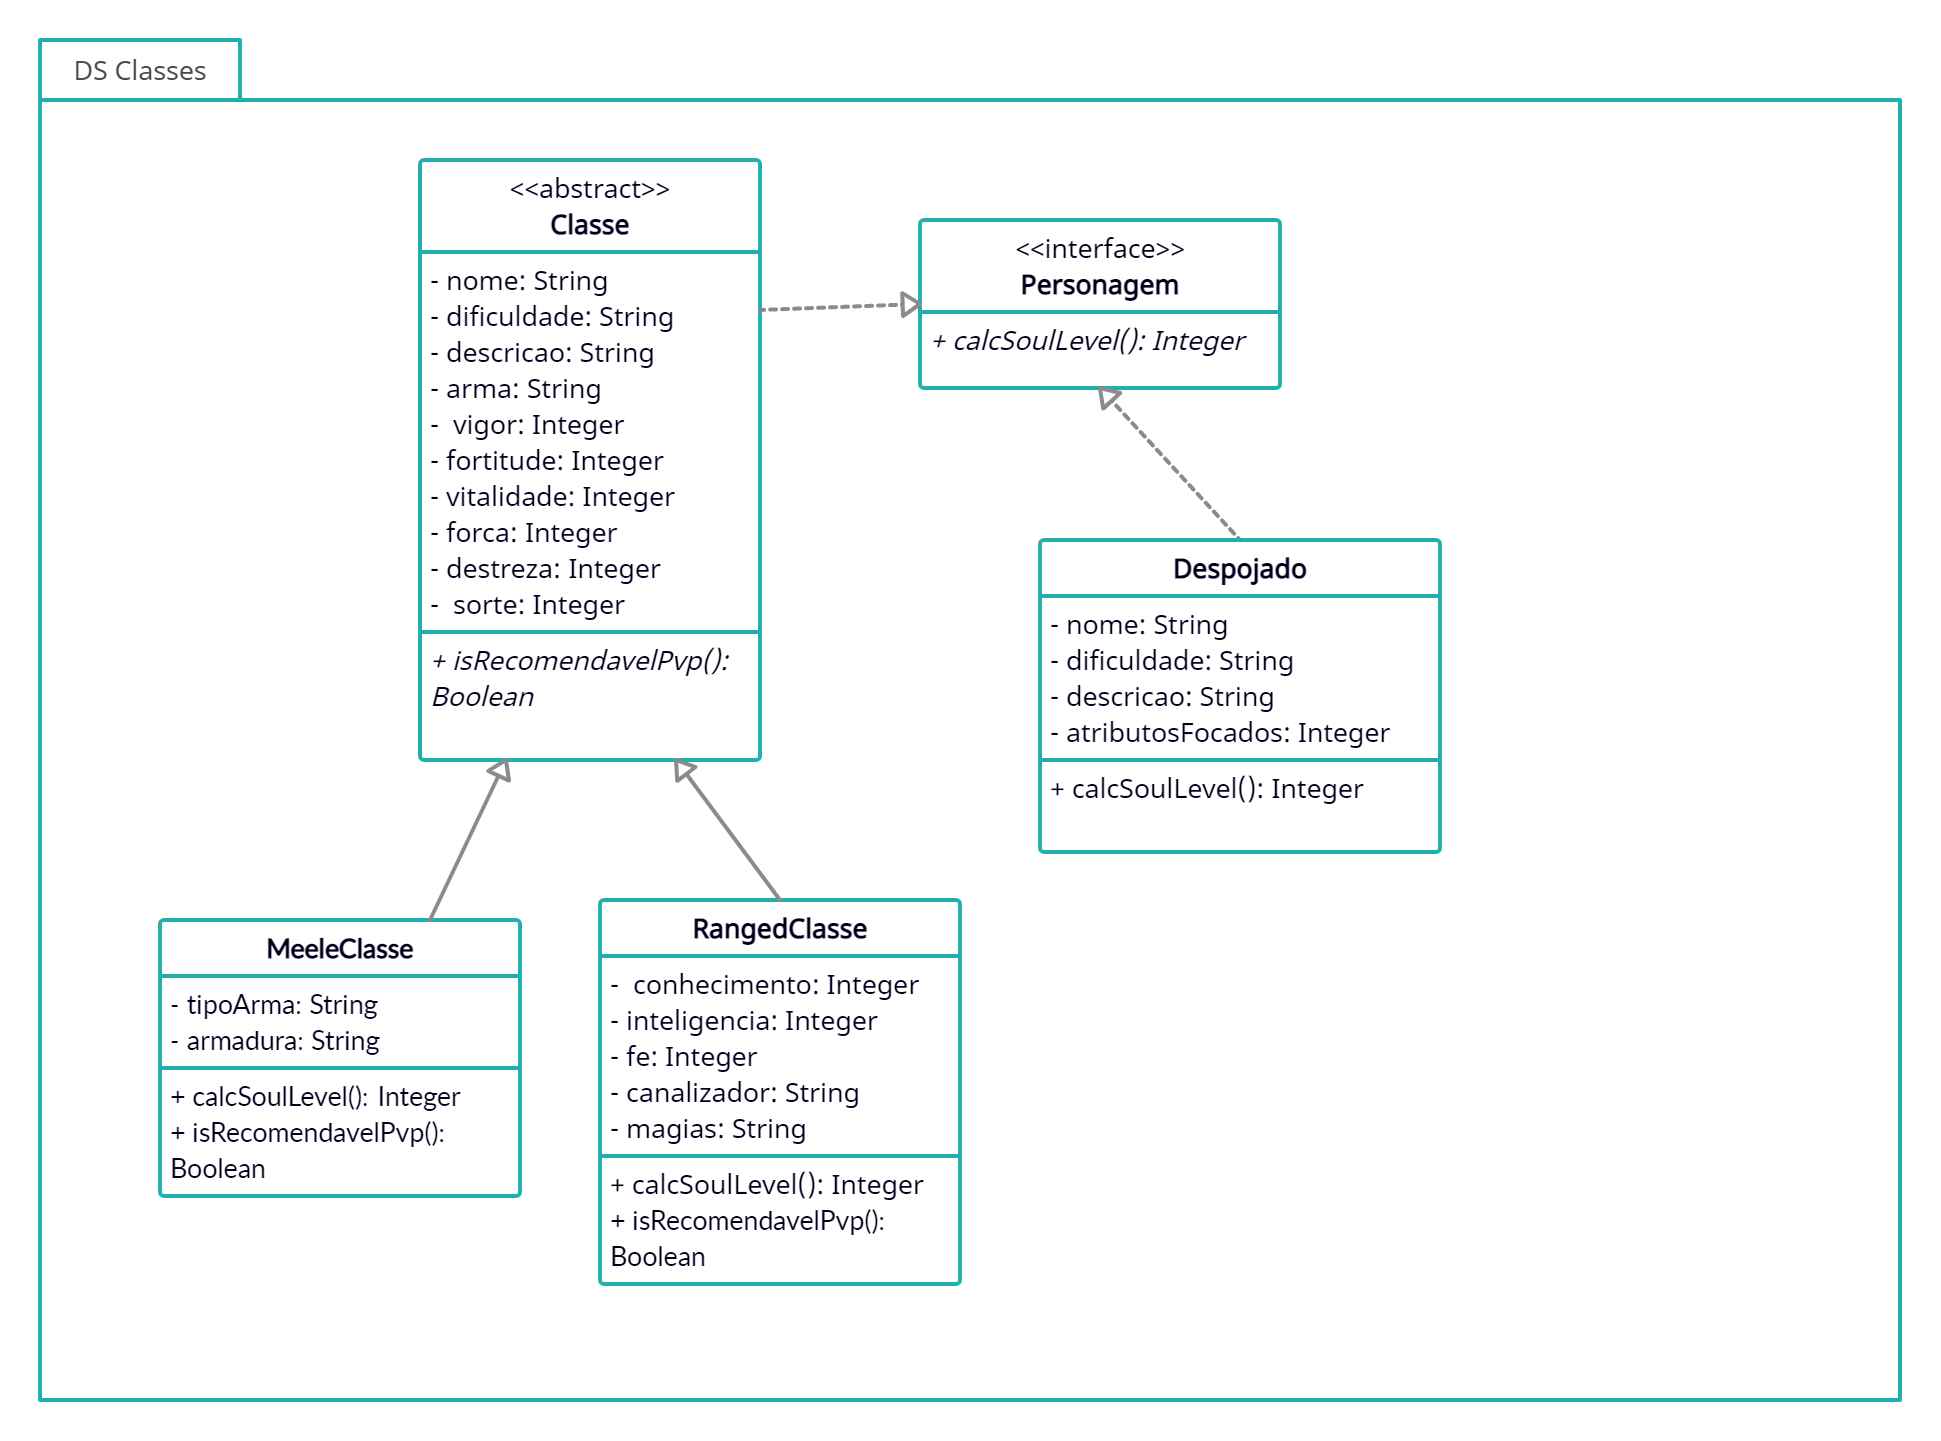 DS Classes
<<abstract>>
Classe
- nome: String
- dificuldade: String
- descricao: String
- arma: String
-  vigor: Integer
- fortitude: Integer
- vitalidade: Integer
- forca: Integer
- destreza: Integer
-  sorte: Integer
+ isRecomendavelPvp():
Boolean
<<interface>>
Personagem
+ calcSoulLevel(): Integer
Despojado
- nome: String
- dificuldade: String
- descricao: String
- atributosFocados: Integer
+ calcSoulLevel(): Integer
MeeleClasse
- tipoArma: String
- armadura: String
+ calcSoulLevel(): Integer
+ isRecomendavelPvp():
Boolean
RangedClasse
-  conhecimento: Integer
- inteligencia: Integer
- fe: Integer
- canalizador: String
- magias: String
+ calcSoulLevel(): Integer
+ isRecomendavelPvp():
Boolean